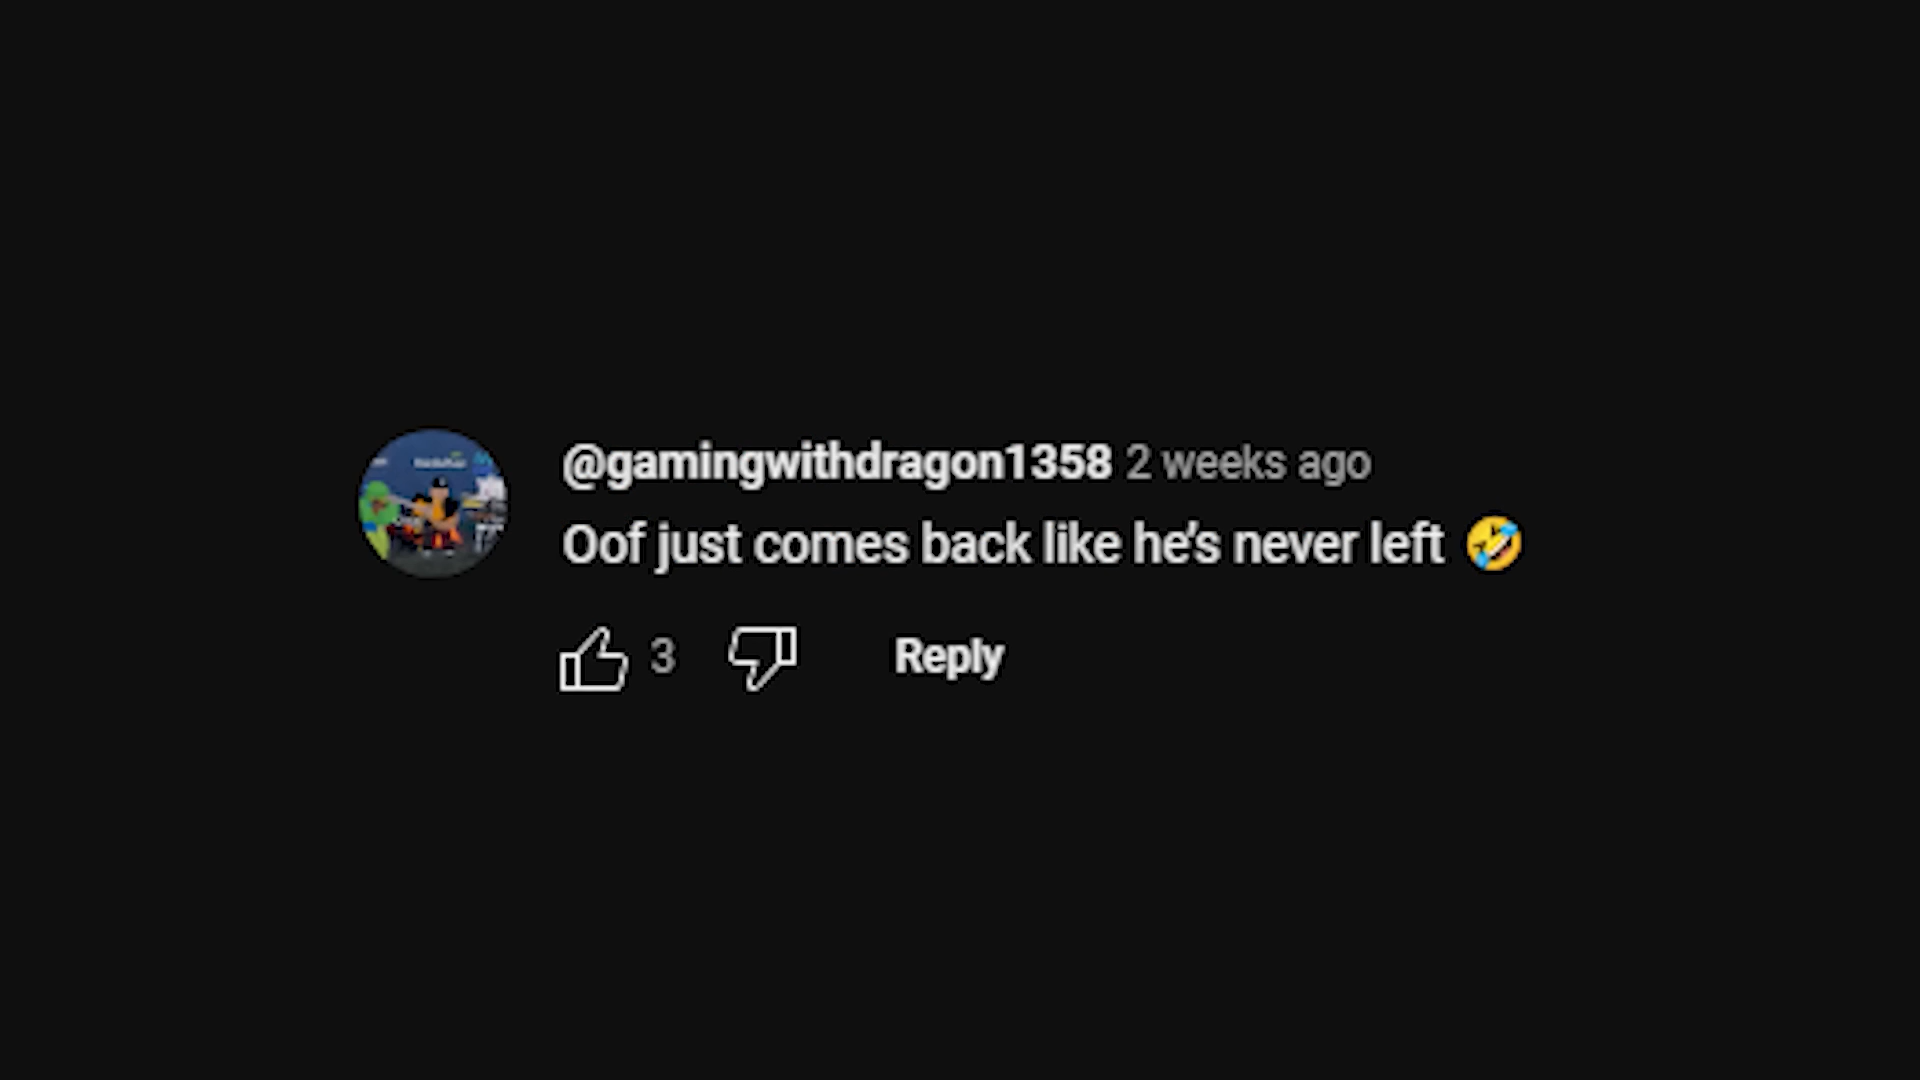 @gamingwithdragon1358 2 weeks ago
Oof just comes back like he's never left 🤣
3 Reply